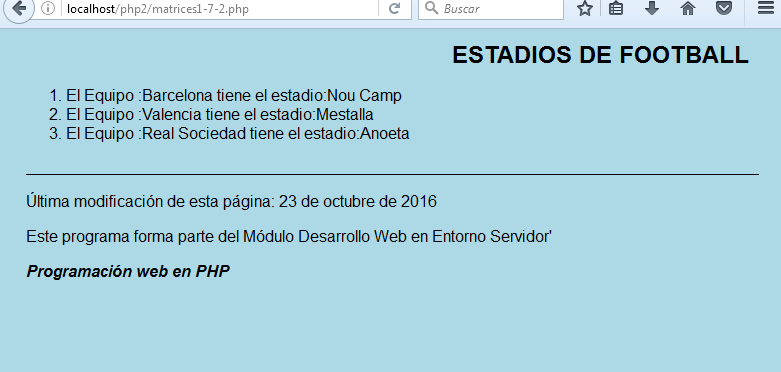 localhost/php2/matrices1-7-2.php
Buscar
ESTADIOS DE FOOTBALL
1. El Equipo :Barcelona tiene el estadio:Nou Camp
2. El Equipo :Valencia tiene el estadio:Mestalla
3. El Equipo :Real Sociedad tiene el estadio:Anoeta
Última modificación de esta página: 23 de octubre de 2016
Este programa forma parte del Módulo Desarrollo Web en Entorno Servidor'
Programación web en PHP